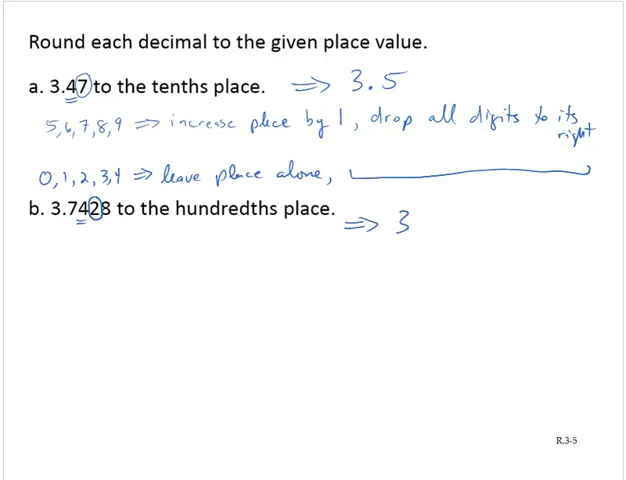 Round each decimal to the given place value.
a. 3.47 to the tenths place. ⇒ 3.5
5,6,7,8,9 ⇒ increase place by 1, drop all digits to its
right
0,1,2,3,4 ⇒ leave place alone,
b. 3.7428 to the hundredths place. ⇒ 3
R.3-5